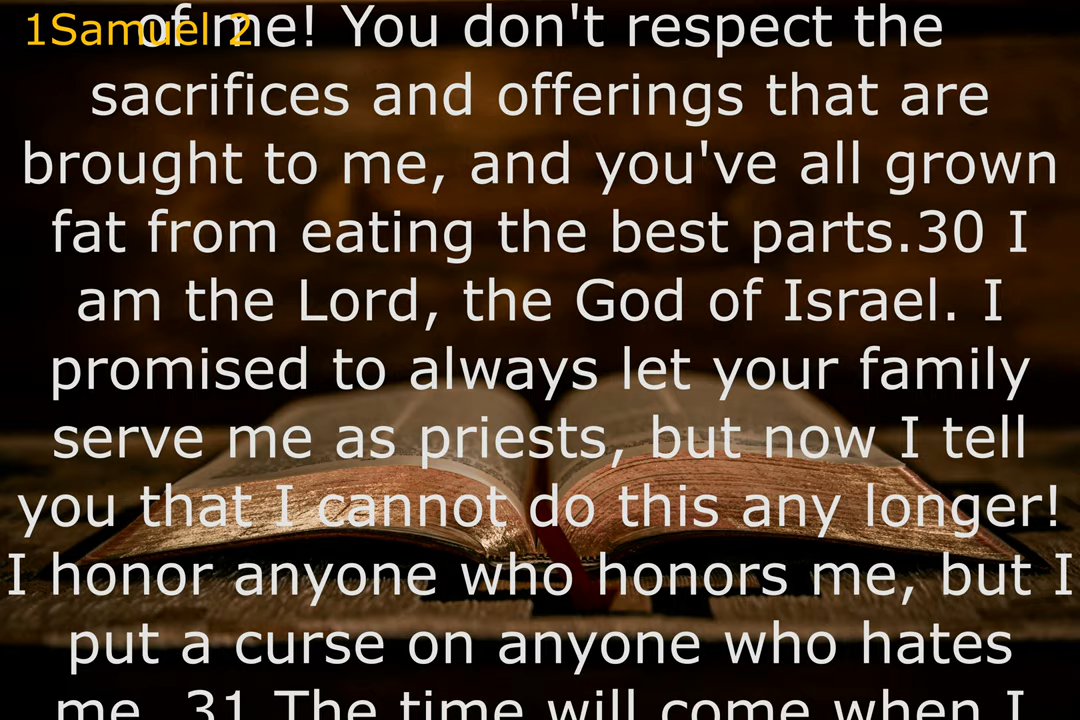 1Samuel 2
of me! You don't respect the
sacrifices and offerings that are
brought to me, and you've all grown
fat from eating the best parts.30 I
am the Lord, the God of Israel. I
promised to always let your family
serve me as priests, but now I tell
you that I cannot do this any longer!
I honor anyone who honors me, but I
put a curse on anyone who hates
me. 31 The time will come when I